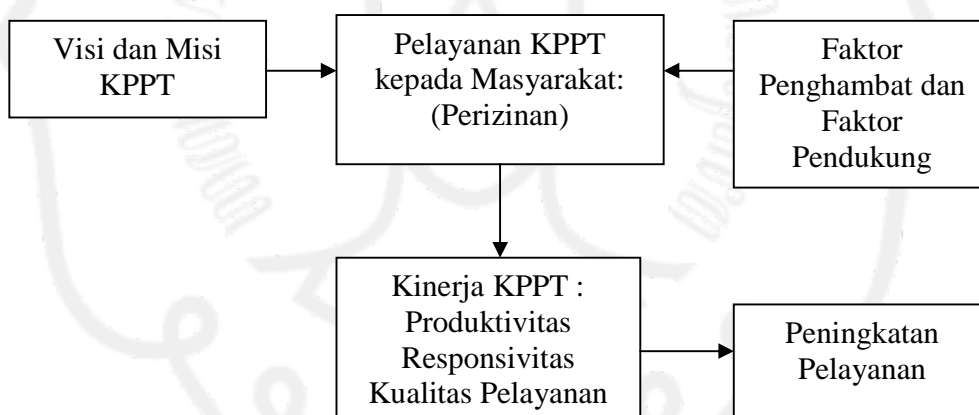 Visi dan Misi
KPPT
Pelayanan KPPT
kepada Masyarakat:
(Perizinan)
Faktor
Penghambat dan
Faktor
Pendukung
Kinerja KPPT :
Produktivitas
Responsivitas
Kualitas Pelayanan
Peningkatan
Pelayanan